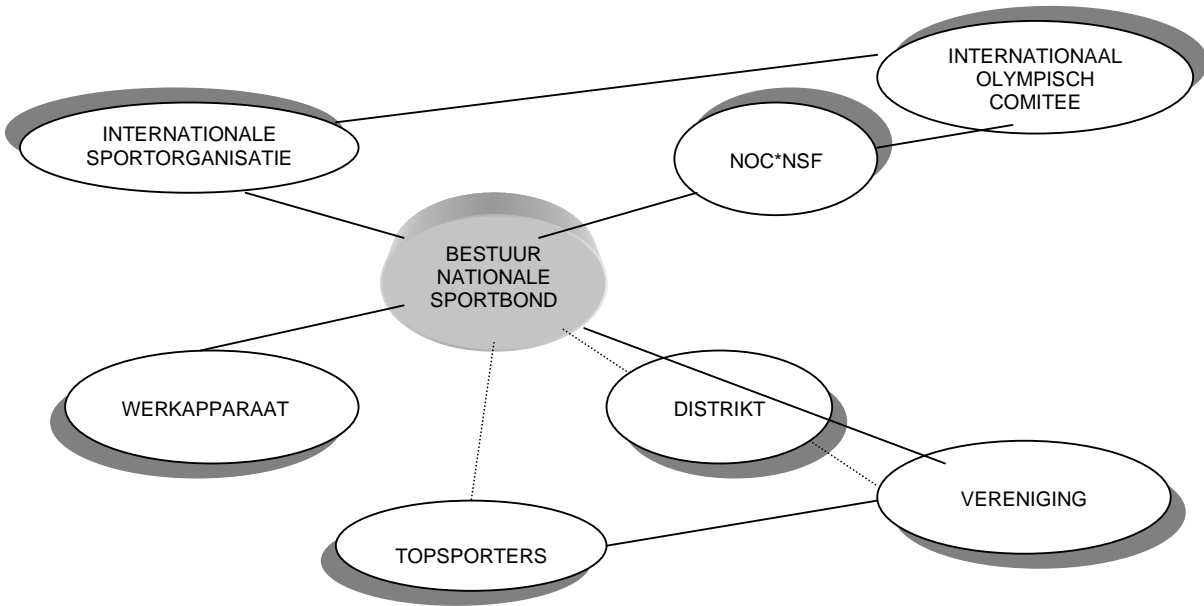 INTERNATIONAAL
OLYMPISCH
COMITEE
INTERNATIONALE
SPORTORGANISATIE
NOC*NSF
BESTUUR
NATIONALE
SPORTBOND
WERKAPPARAAT
DISTRIKT
VERENIGING
TOPSPORTERS